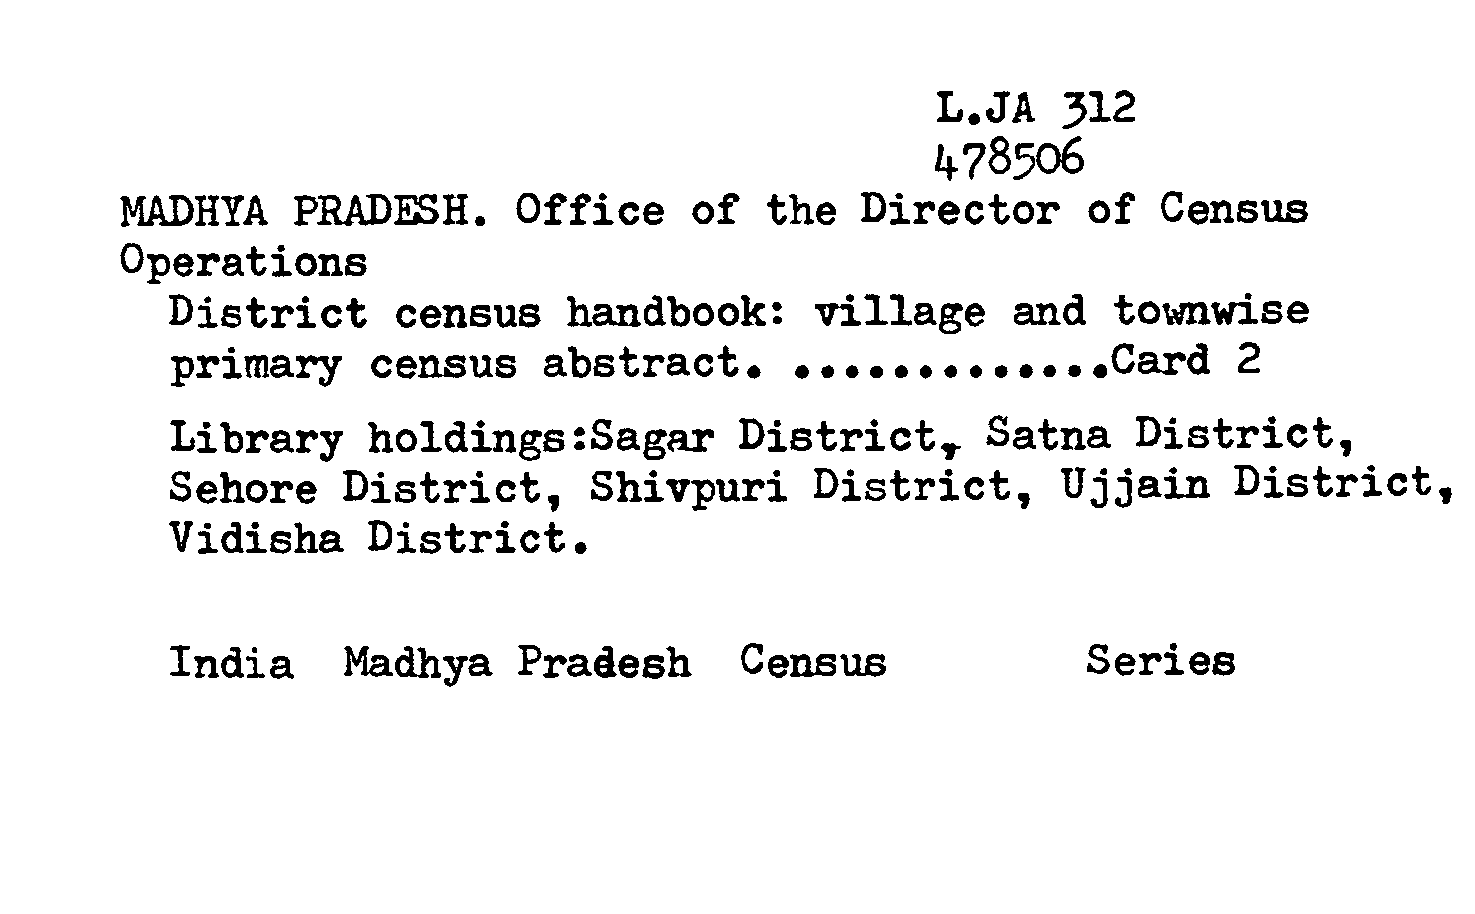 L.JA 312
478506
MADHYA PRADESH. Office of the Director of Census
Operations
District census handbook: village and townwise
primary census abstract. .............Card 2
Library holdings:Sagar District, Satna District,
Sehore District, Shivpuri District, Ujjain District,
Vidisha District.
India Madhya Pradesh Census Series